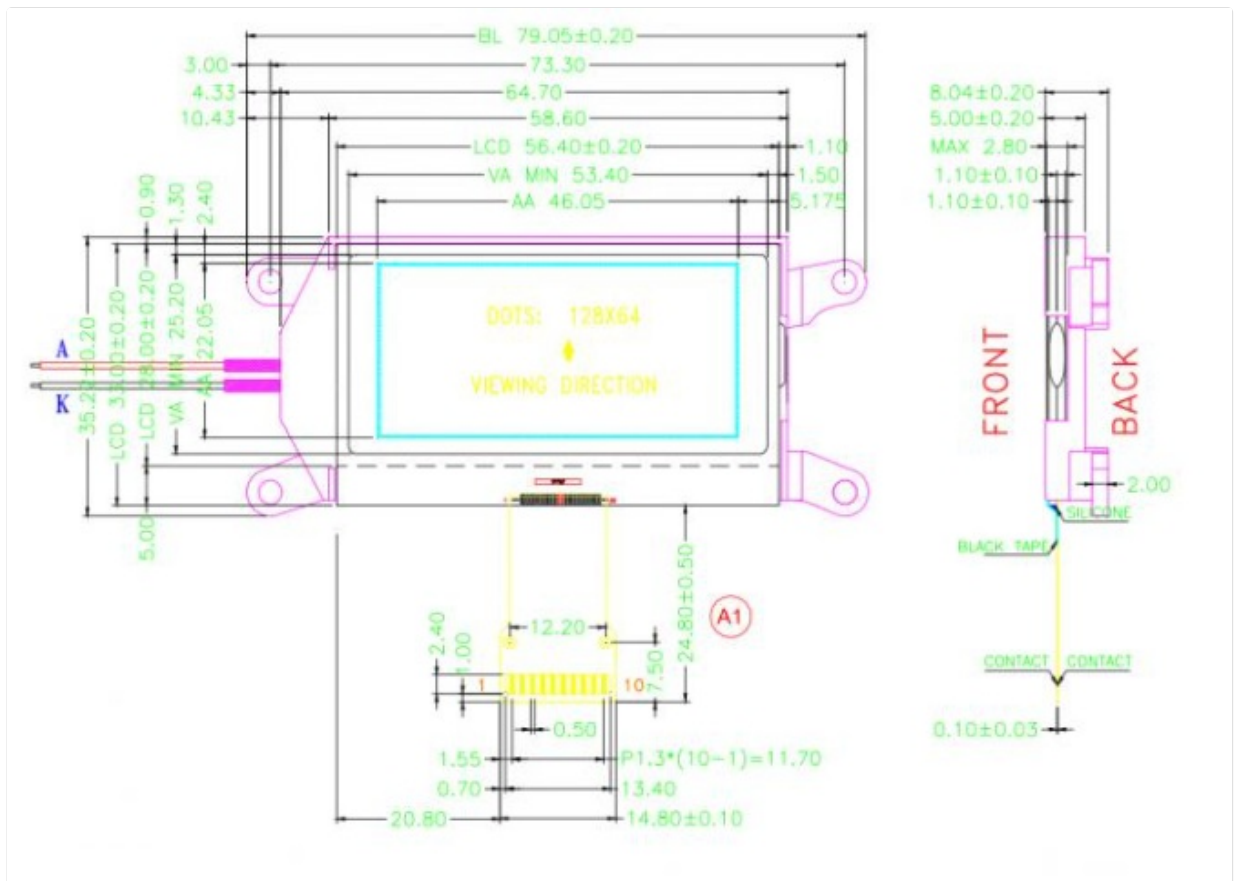 BL 79.05±0.20
3.00
73.30
4.33
64.70
8.04±0.20
10.43
58.60
5.00±0.20
LCD 56.40±0.20
1.10
MAX 2.80
VA MIN 53.40
1.50
1.10±0.10
AA 46.05
5.175
1.10±0.10
0.90
1.30
2.40
35.22±0.20
LCD 33.00±0.20
LCD 28.00±0.20
VA MIN 25.20
AA 22.05
DOTS: 128X64
VIEWING DIRECTION
A
K
FRONT
BACK
2.00
SILICONE
5.00
BLACK TAPE
24.80±0.50
A1
12.20
2.40
1.00
7.50
CONTACT CONTACT
1
10
0.50
0.10±0.03
1.55
P1.3*(10-1)=11.70
0.70
13.40
20.80
14.80±0.10